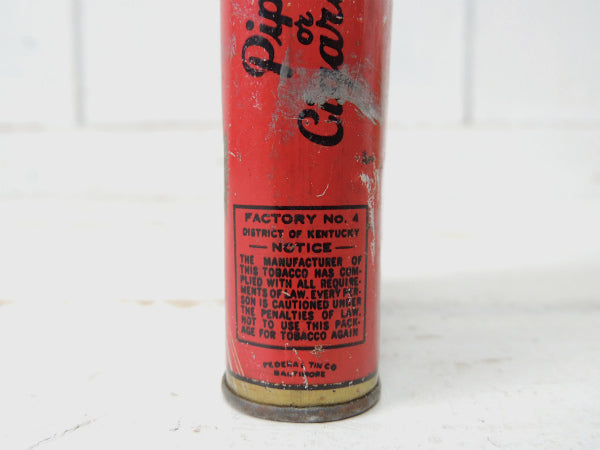 Pip
or
FACTORY No. 4
DISTRICT OF KENTUCKY
— NOTICE —
THE MANUFACTURER OF
THIS TOBACCO HAS COM-
PLIED WITH ALL REQUIRE-
MENTS OF LAW. EVERY PER-
SON IS CAUTIONED UNDER
THE PENALTIES OF LAW,
NOT TO USE THIS PACK-
AGE FOR TOBACCO AGAIN
FEDERAL TIN CO
BALTIMORE